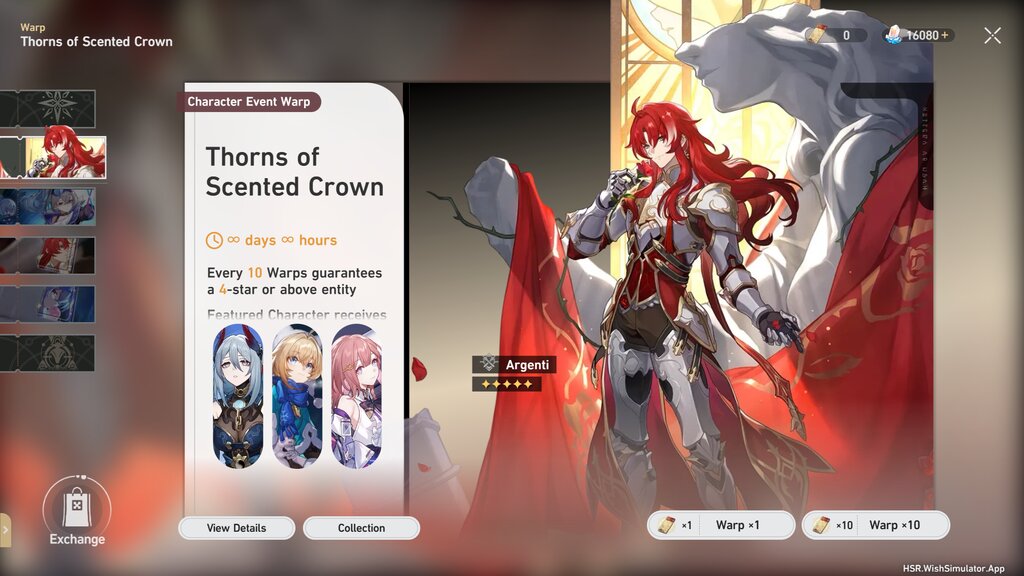 Warp
Thorns of Scented Crown
0
16080 +
Character Event Warp
Thorns of
Scented Crown
∞ days ∞ hours
Every 10 Warps guarantees
a 4-star or above entity
Featured Character receives
Argenti
View Details
Collection
×1 Warp ×1
×10 Warp ×10
Exchange
HSR.WishSimulator.App